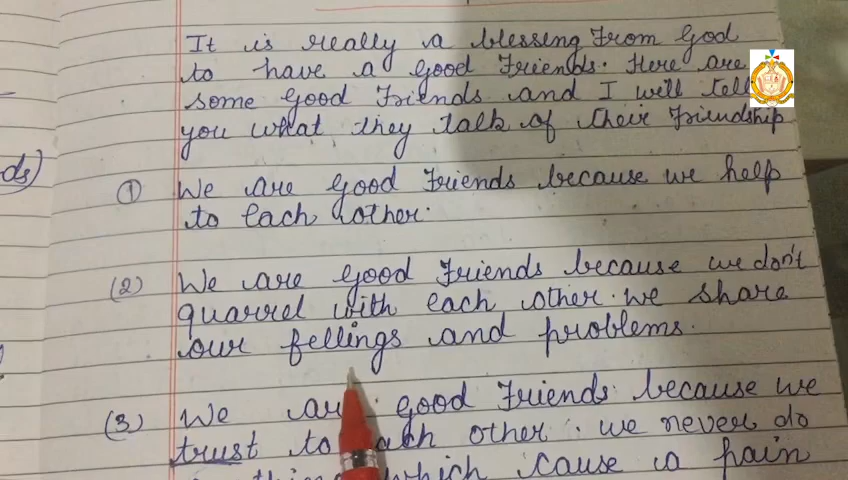 It is really a blessing from God
to have a good friends. Here are
some good friends and I will tell
you what they talk of their friendship
ds)
① We are good friends because we help
to each other.
(2) We are good friends because we don't
quarrel with each other. we share
our fellings and problems.
(3) We are good friends because we
trust to each other. we never do
which cause a pain